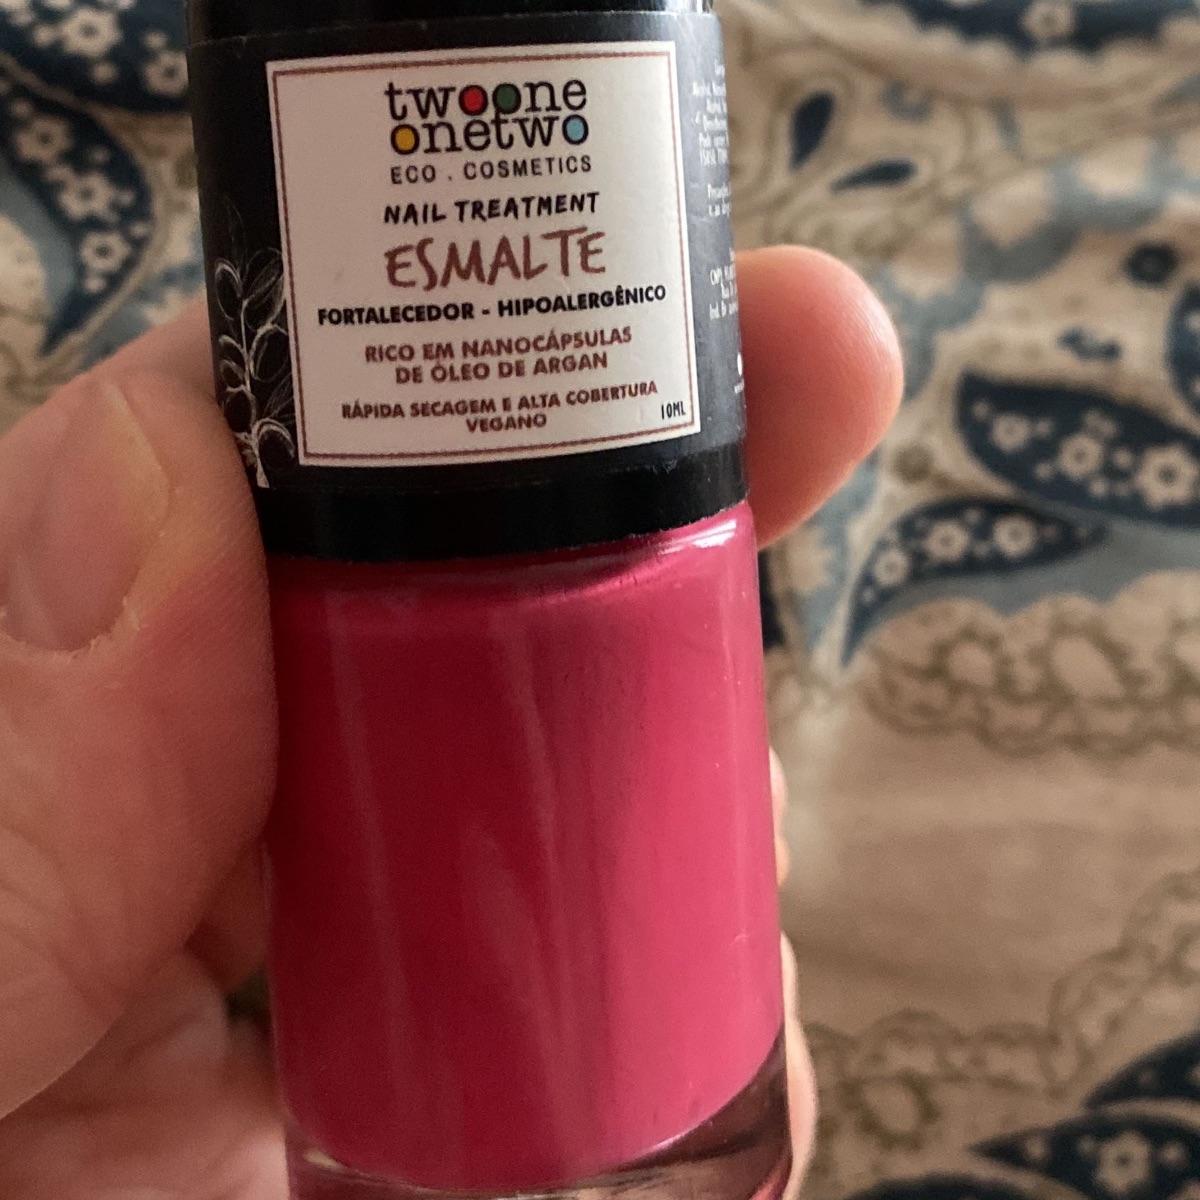 twoone
onetwo
ECO . COSMETICS
NAIL TREATMENT
ESMALTE
FORTALECEDOR - HIPOALERGÊNICO
RICO EM NANOCÁPSULAS
DE ÓLEO DE ARGAN
RÁPIDA SECAGEM E ALTA COBERTURA
VEGANO
10ML